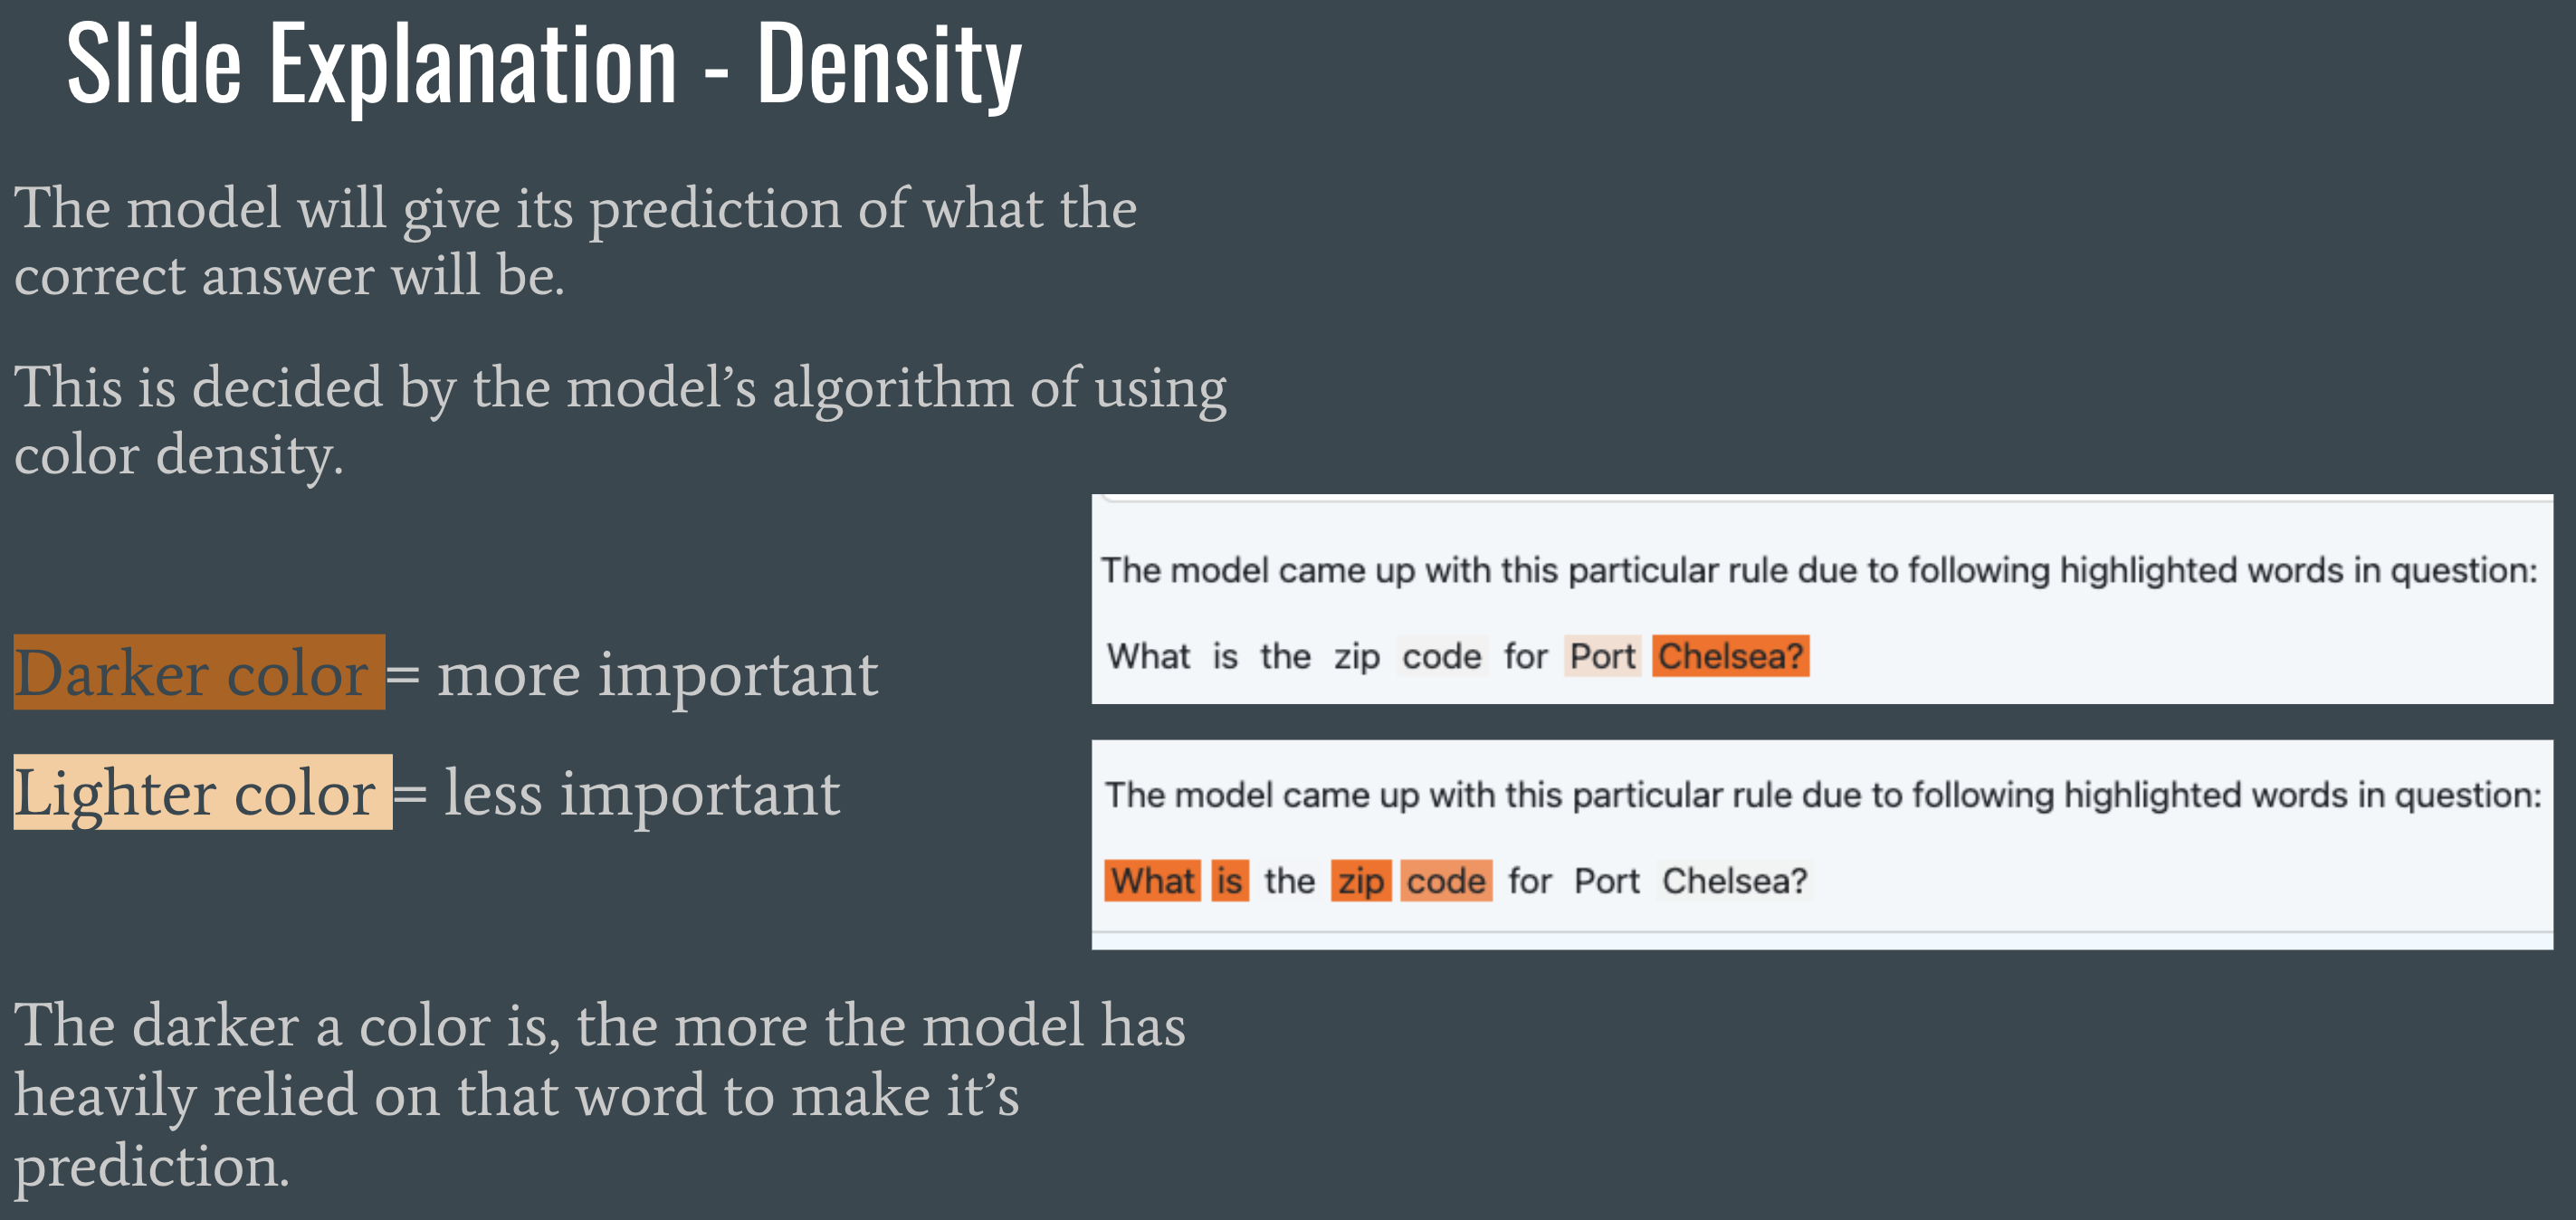 Slide Explanation - Density
The model will give its prediction of what the
correct answer will be.
This is decided by the model’s algorithm of using
color density.
Darker color = more important
Lighter color = less important
The model came up with this particular rule due to following highlighted words in question:
What is the zip code for Port Chelsea?
The model came up with this particular rule due to following highlighted words in question:
What is the zip code for Port Chelsea?
The darker a color is, the more the model has
heavily relied on that word to make it’s
prediction.